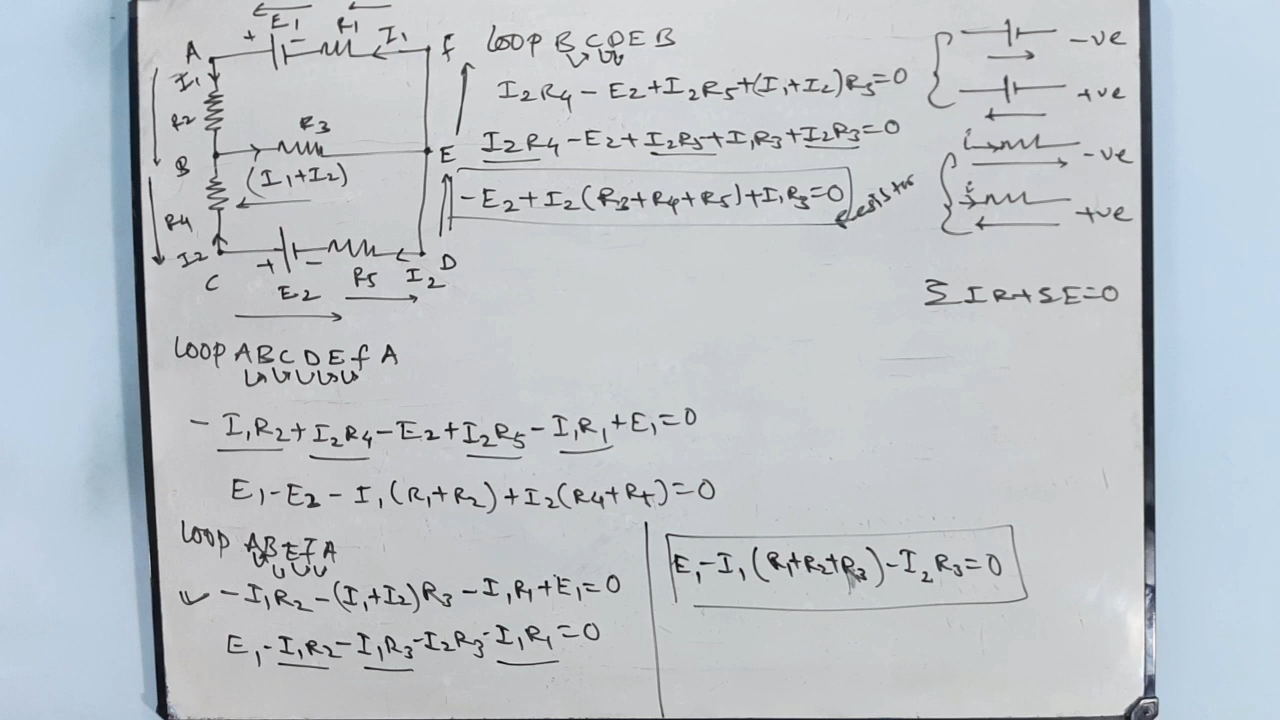 E₁ R₁
A + - I₁ f
I₁
R2 R3
B E
(I₁+I₂)
R4
I2 + - I₂ D
C E2 R5
Loop B C D E B
I₂R₄ - E₂ + I₂R₅ + (I₁+I₂)R₃ = 0
I₂R₄ - E₂ + I₂R₅ + I₁R₃ + I₂R₃ = 0
- E₂ + I₂(R₃+R₄+R₅) + I₁R₃ = 0
-ve
+ve
i -ve
i +ve
Σ IR + ΣE = 0
Loop A B C D E f A
- I₁R₂ + I₂R₄ - E₂ + I₂R₅ - I₁R₁ + E₁ = 0
E₁ - E₂ - I₁(R₁+R₂) + I₂(R4+R5) = 0
Loop A B E f A
- I₁R₂ - (I₁+I₂)R₃ - I₁R₁ + E₁ = 0
E₁ - I₁R₂ - I₁R₃ - I₂R₃ - I₁R₁ = 0
E₁ - I₁(R₁+R₂+R₃) - I₂R₃ = 0